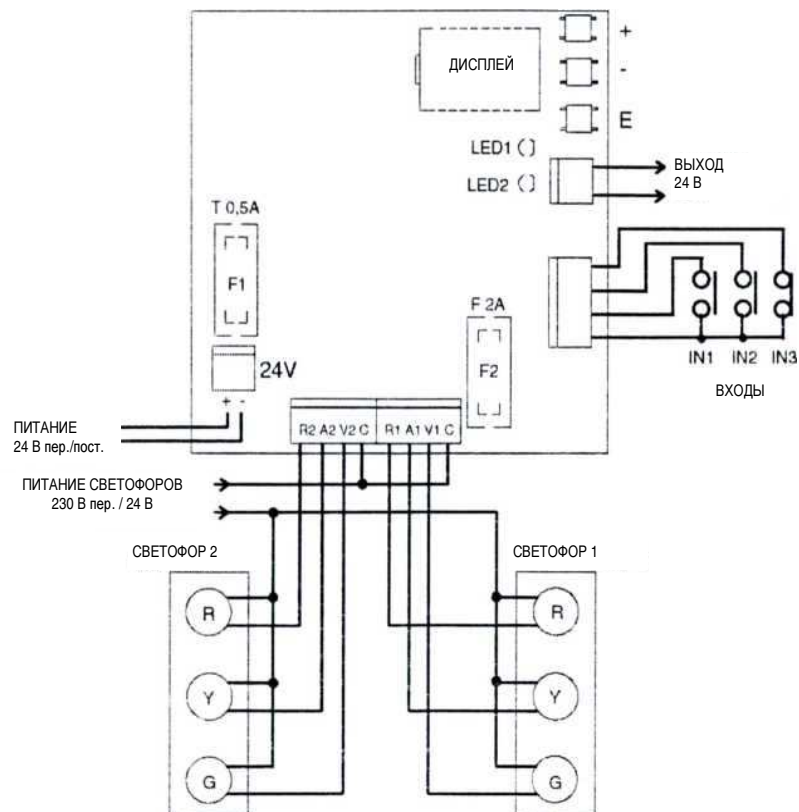 +
ДИСПЛЕЙ
-
E
LED1
ВЫХОД
24 В
LED2
T 0,5A
F1
F 2A
F2
24V
+ -
IN1 IN2 IN3
ВХОДЫ
ПИТАНИЕ
24 В пер./пост.
R2 A2 V2 C R1 A1 V1 C
ПИТАНИЕ СВЕТОФОРОВ
230 В пер. / 24 В
СВЕТОФОР 2
СВЕТОФОР 1
R
R
Y
Y
G
G